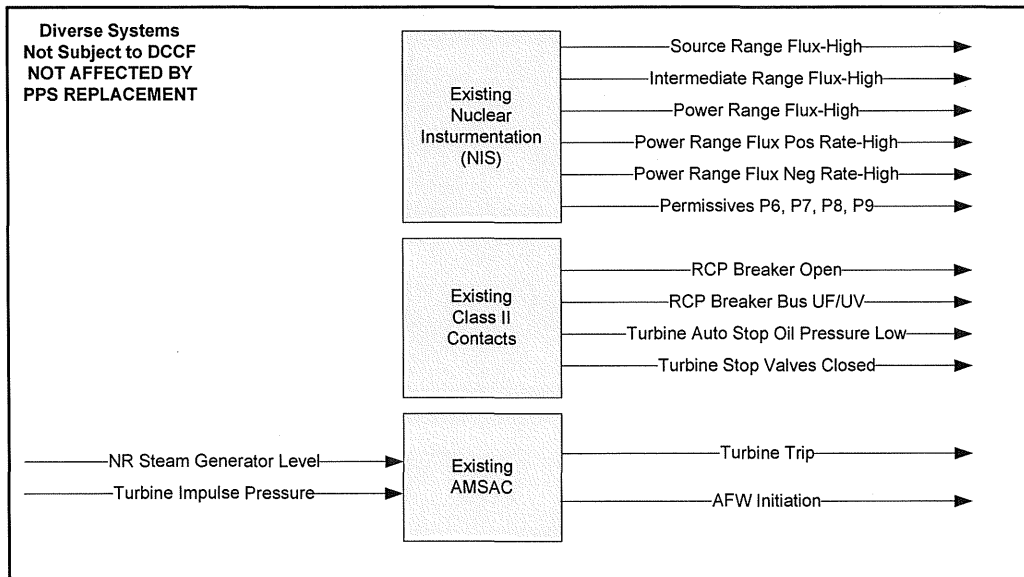 Diverse Systems
Not Subject to DCCF
NOT AFFECTED BY
PPS REPLACEMENT
Existing
Nuclear
Insturmentation
(NIS)
Source Range Flux-High
Intermediate Range Flux-High
Power Range Flux-High
Power Range Flux Pos Rate-High
Power Range Flux Neg Rate-High
Permissives P6, P7, P8, P9
Existing
Class II
Contacts
RCP Breaker Open
RCP Breaker Bus UF/UV
Turbine Auto Stop Oil Pressure Low
Turbine Stop Valves Closed
NR Steam Generator Level
Turbine Impulse Pressure
Existing
AMSAC
Turbine Trip
AFW Initiation